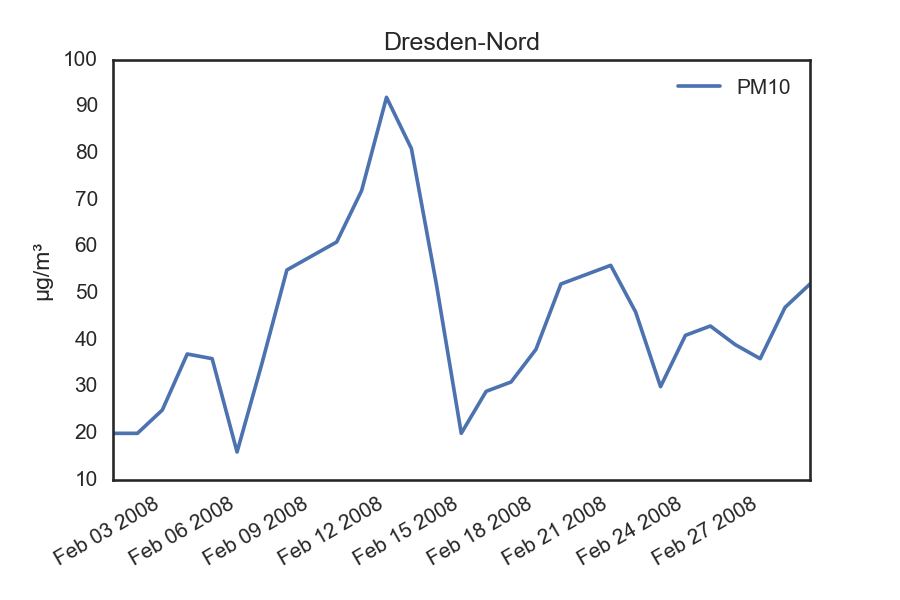 Dresden-Nord
100
90
80
70
60
50
40
30
20
10
µg/m³
PM10
Feb 03 2008
Feb 06 2008
Feb 09 2008
Feb 12 2008
Feb 15 2008
Feb 18 2008
Feb 21 2008
Feb 24 2008
Feb 27 2008